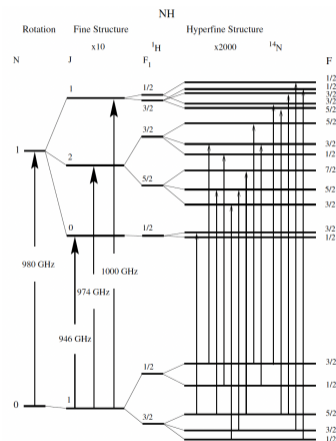 NH
Rotation Fine Structure Hyperfine Structure
x10 ¹H x2000 ¹⁴N
N J F₁ F
1/2
1 1/2 1/2
3/2
3/2 3/2
5/2
5/2
3/2
3/2
1/2
1 2
7/2
5/2
5/2
3/2
0 1/2 3/2
1/2
980 GHz 1000 GHz
974 GHz
946 GHz
3/2
1/2
1/2
0 1
5/2
3/2
3/2
1/2